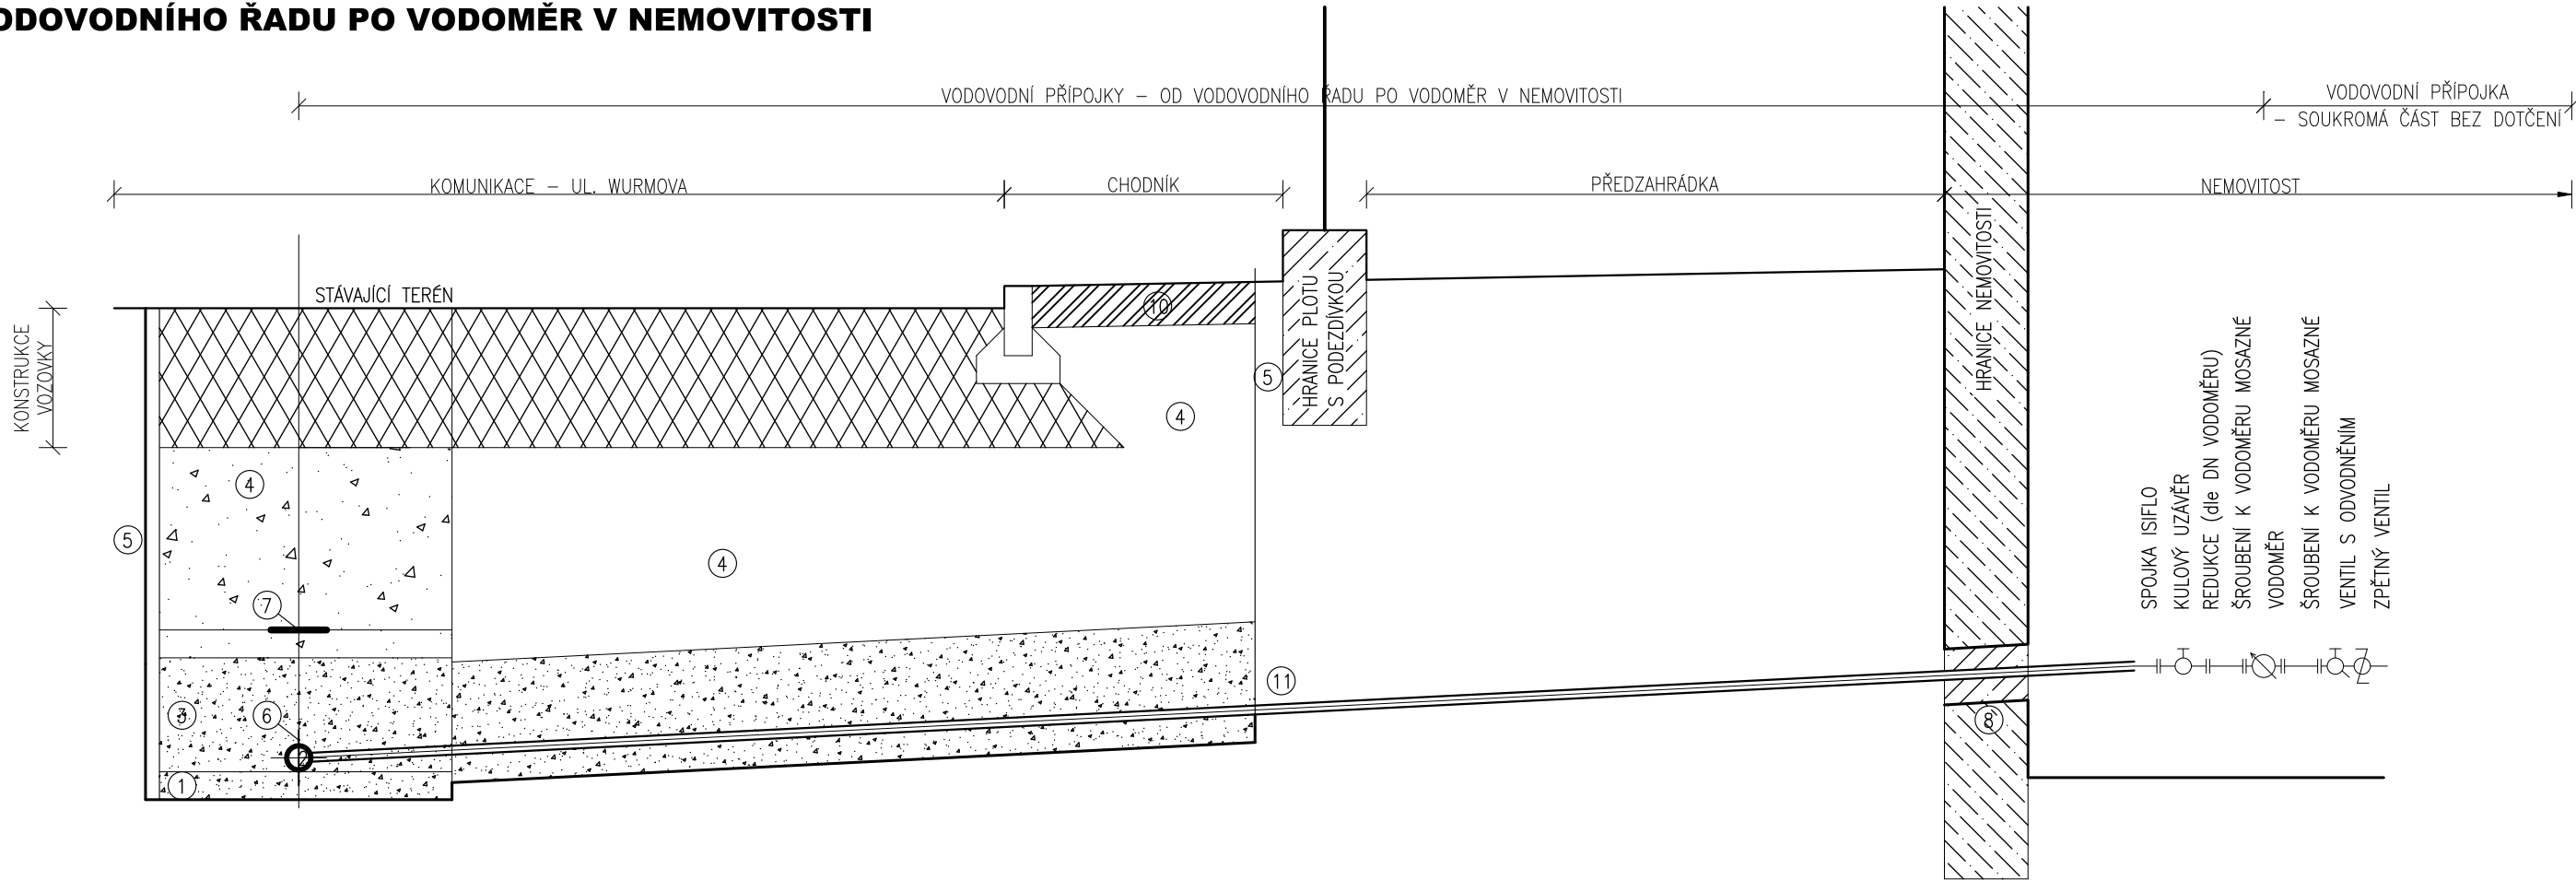 ODOVODNÍHO ŘADU PO VODOMĚR V NEMOVITOSTI
VODOVODNÍ PŘÍPOJKY – OD VODOVODNÍHO ŘADU PO VODOMĚR V NEMOVITOSTI
VODOVODNÍ PŘÍPOJKA
– SOUKROMÁ ČÁST BEZ DOTČENÍ
KOMUNIKACE – UL. WURMOVA
CHODNÍK
PŘEDZAHRÁDKA
NEMOVITOST
STÁVAJÍCÍ TERÉN
KONSTRUKCE
VOZOVKY
HRANICE PLOTU
S PODEZDÍVKOU
HRANICE NEMOVITOSTI
10
5
4
4
5
4
7
3
6
2
1
11
8
SPOJKA ISIFLO
KULOVÝ UZÁVĚR
REDUKCE (dle DN VODOMĚRU)
ŠROUBENÍ K VODOMĚRU MOSAZNÉ
VODOMĚR
ŠROUBENÍ K VODOMĚRU MOSAZNÉ
VENTIL S ODVODNĚNÍM
ZPĚTNÝ VENTIL